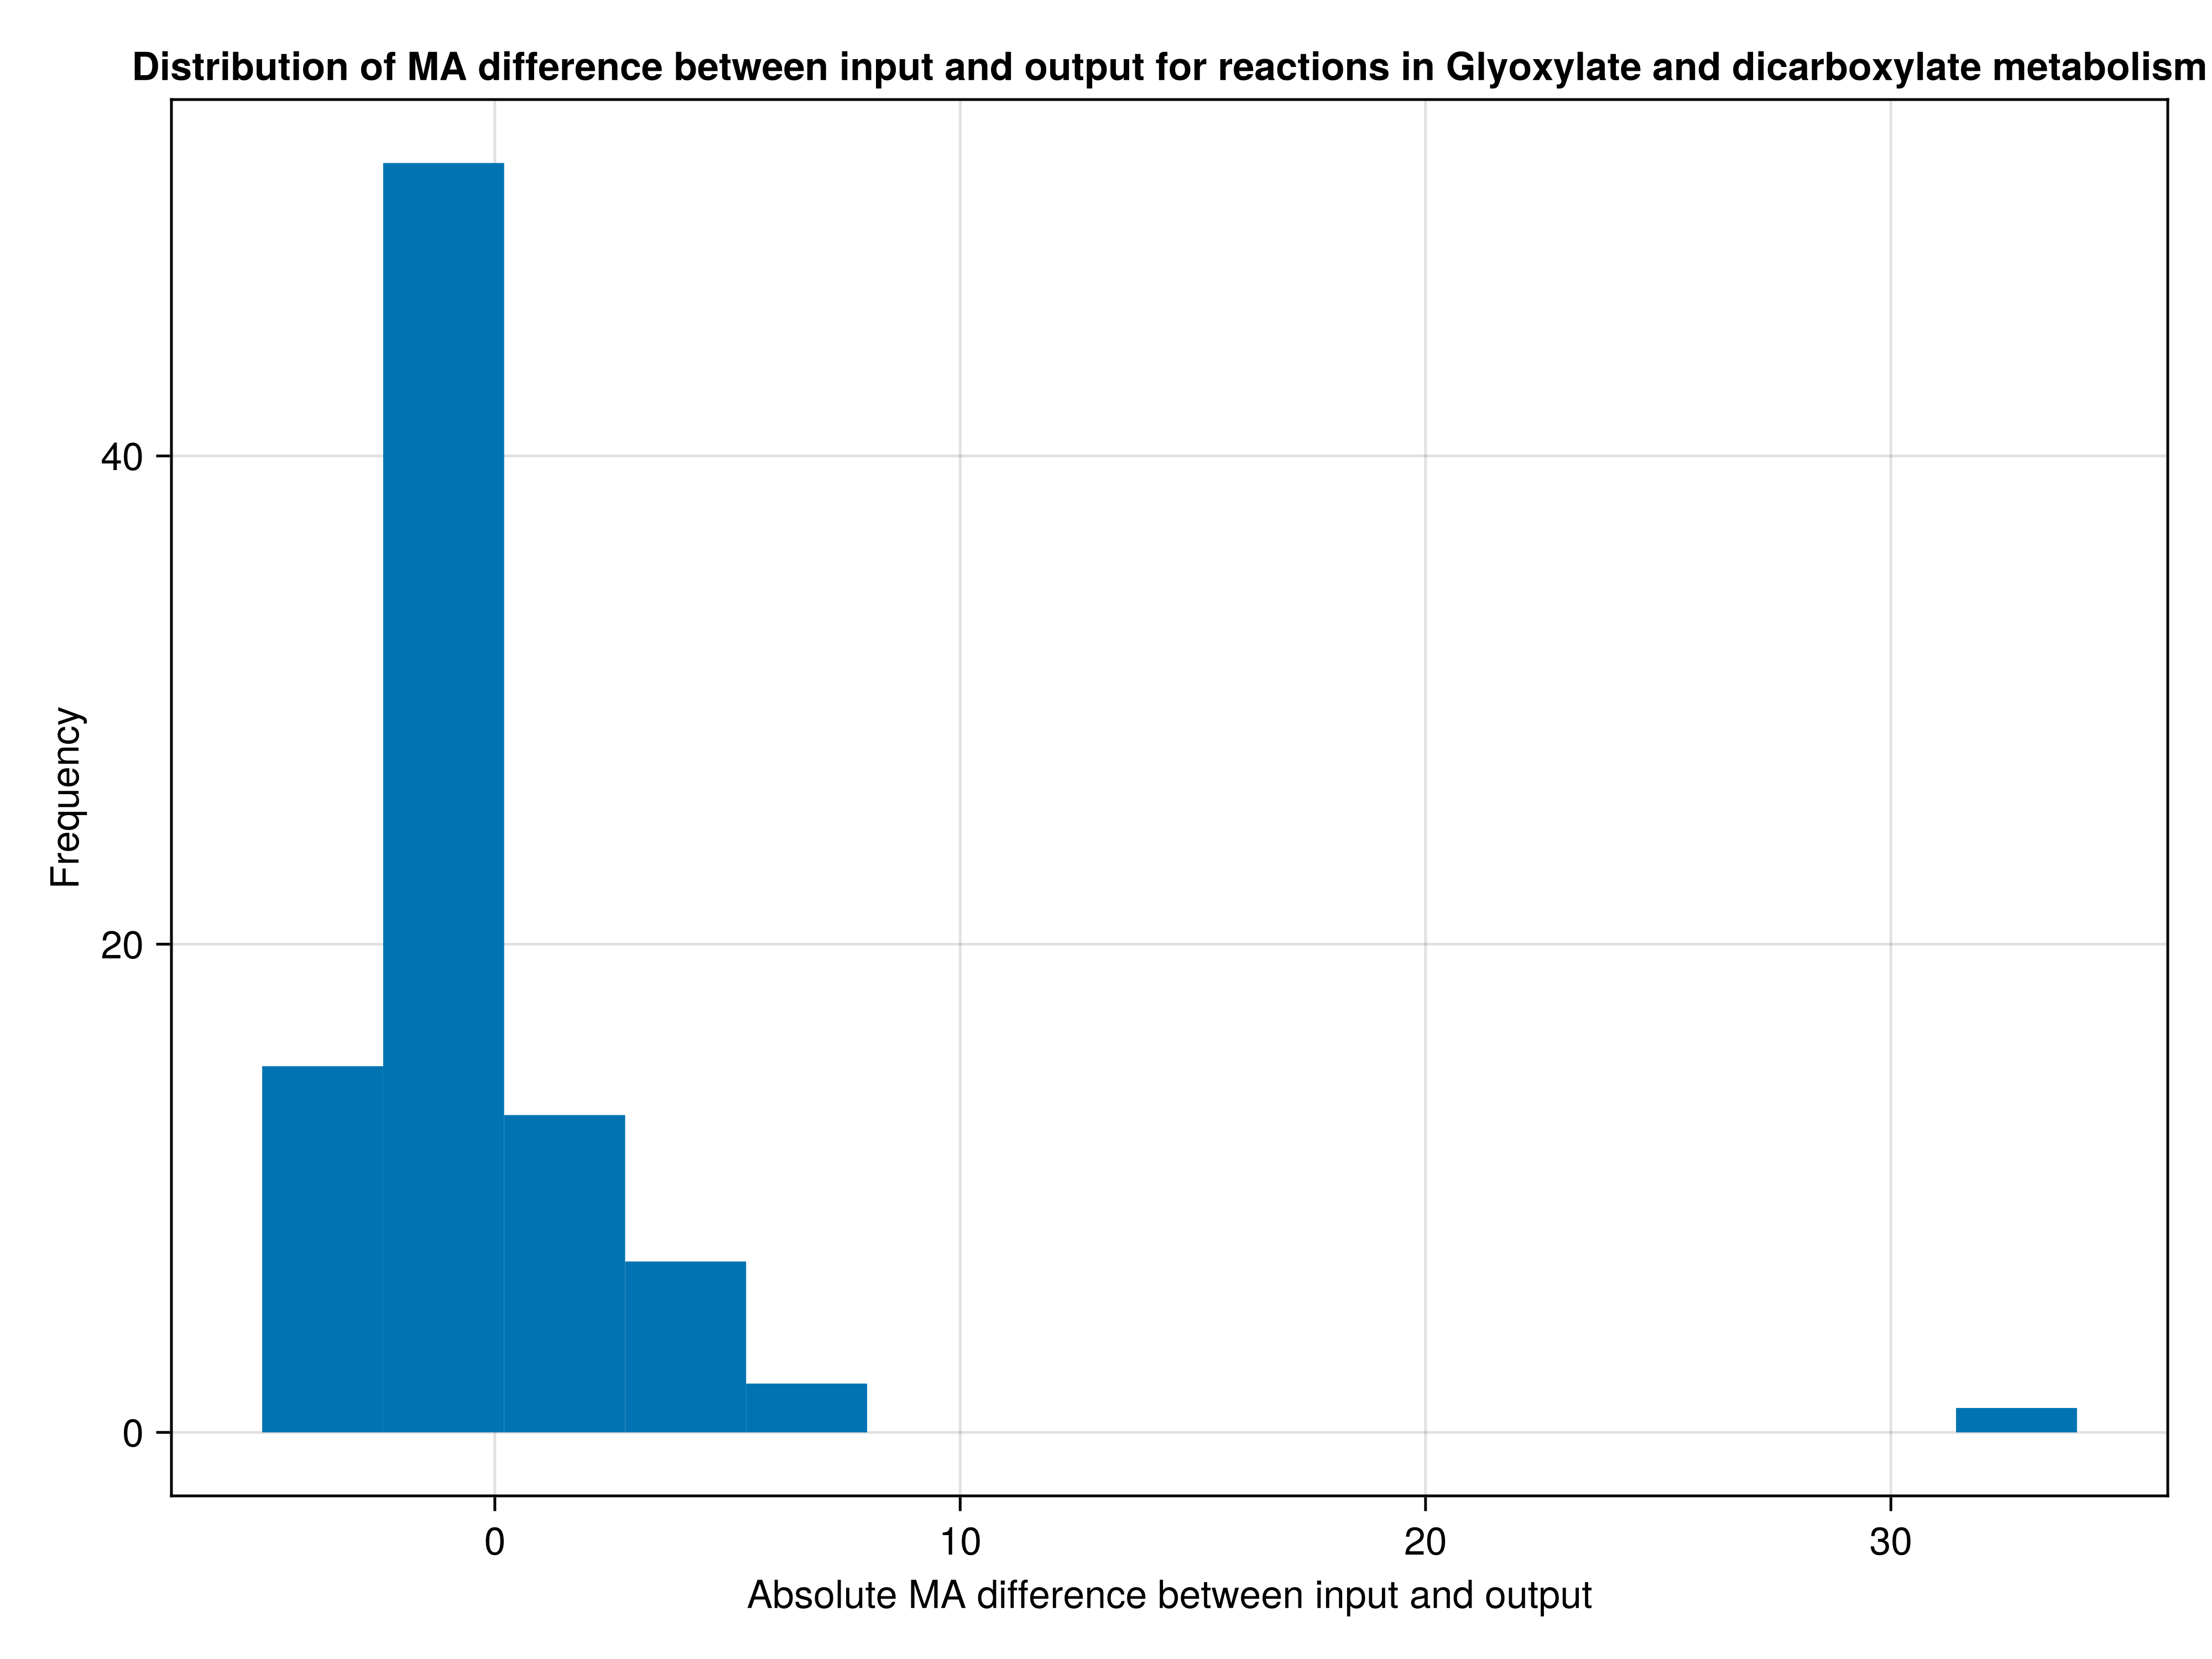 Distribution of MA difference between input and output for reactions in Glyoxylate and dicarboxylate metabolism
Frequency
40
20
0
0 10 20 30
Absolute MA difference between input and output